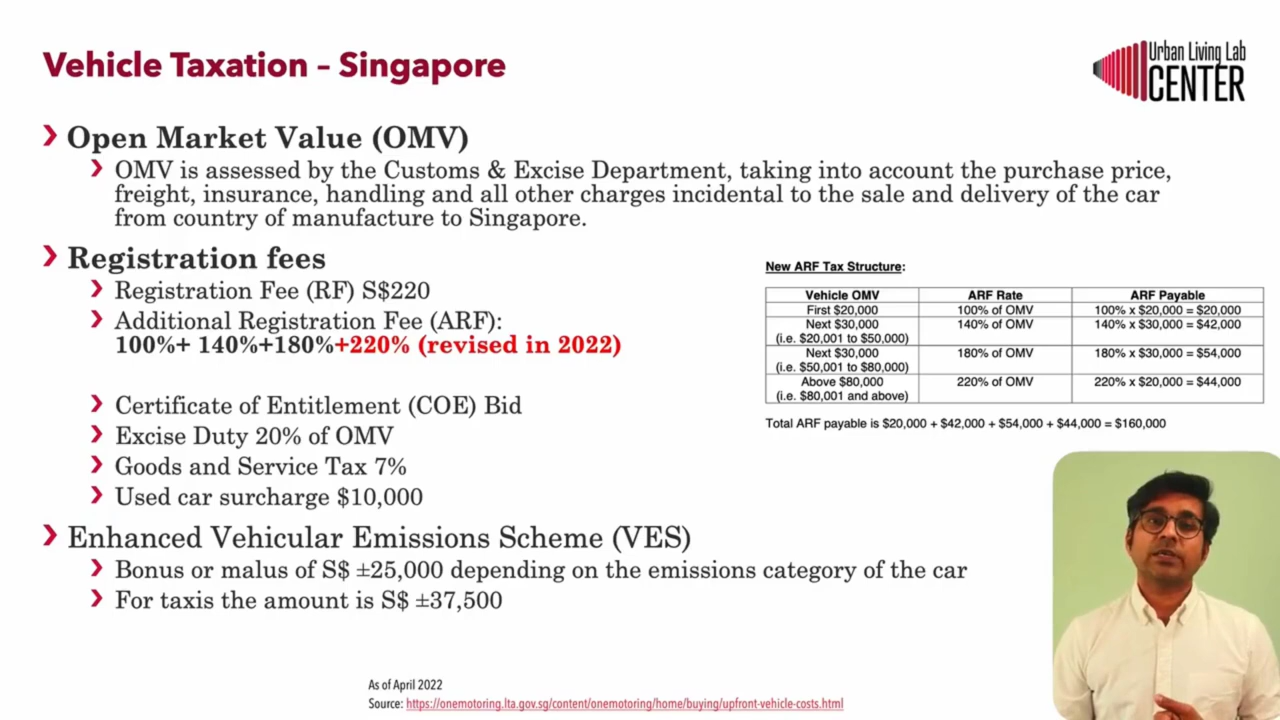 Vehicle Taxation – Singapore
Urban Living Lab
CENTER
Open Market Value (OMV)
OMV is assessed by the Customs & Excise Department, taking into account the purchase price,
freight, insurance, handling and all other charges incidental to the sale and delivery of the car
from country of manufacture to Singapore.
Registration fees
Registration Fee (RF) S$220
Additional Registration Fee (ARF):
100%+ 140%+180%+220% (revised in 2022)
Certificate of Entitlement (COE) Bid
Excise Duty 20% of OMV
Goods and Service Tax 7%
Used car surcharge $10,000
New ARF Tax Structure:
Vehicle OMV ARF Rate ARF Payable
First $20,000 100% of OMV 100% x $20,000 = $20,000
Next $30,000 140% of OMV 140% x $30,000 = $42,000
(i.e. $20,001 to $50,000)
Next $30,000 180% of OMV 180% x $30,000 = $54,000
(i.e. $50,001 to $80,000)
Above $80,000 220% of OMV 220% x $20,000 = $44,000
(i.e. $80,001 and above)
Total ARF payable is $20,000 + $42,000 + $54,000 + $44,000 = $160,000
Enhanced Vehicular Emissions Scheme (VES)
Bonus or malus of S$ ±25,000 depending on the emissions category of the car
For taxis the amount is S$ ±37,500
As of April 2022
Source: https://onemotoring.lta.gov.sg/content/onemotoring/home/buying/upfront-vehicle-costs.html